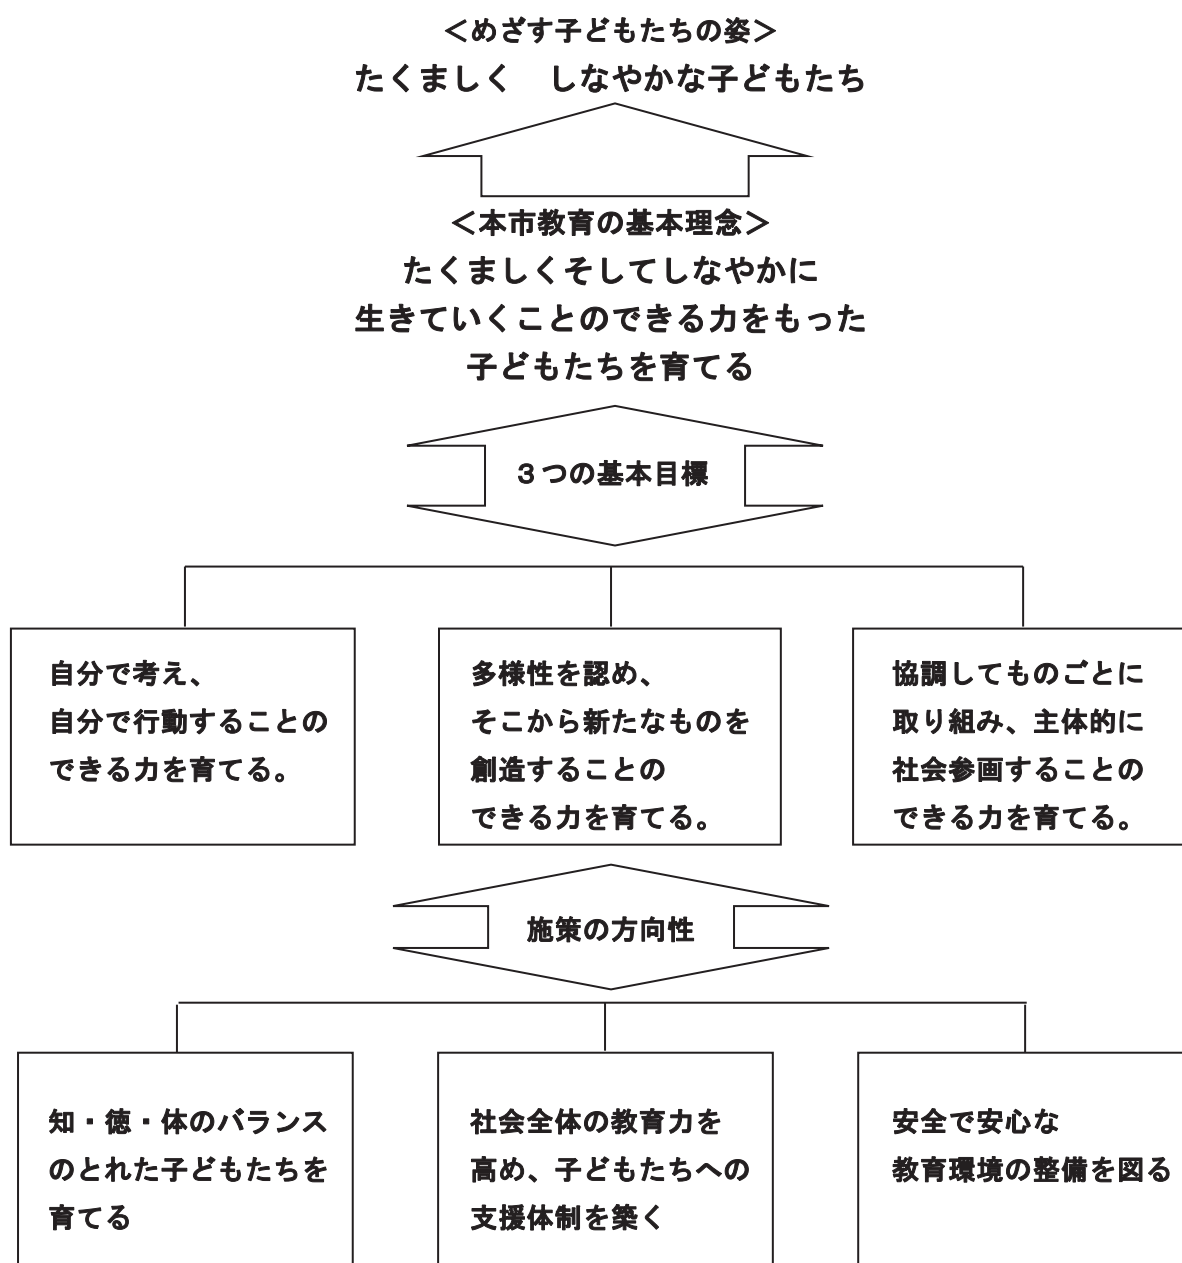 ＜めざす子どもたちの姿＞
たくましく　しなやかな子どもたち
＜本市教育の基本理念＞
たくましくそしてしなやかに
生きていくことのできる力をもった
子どもたちを育てる
３つの基本目標
自分で考え、
自分で行動することの
できる力を育てる。
多様性を認め、
そこから新たなものを
創造することの
できる力を育てる。
協調してものごとに
取り組み、主体的に
社会参画することの
できる力を育てる。
施策の方向性
知・徳・体のバランス
のとれた子どもたちを
育てる
社会全体の教育力を
高め、子どもたちへの
支援体制を築く
安全で安心な
教育環境の整備を図る